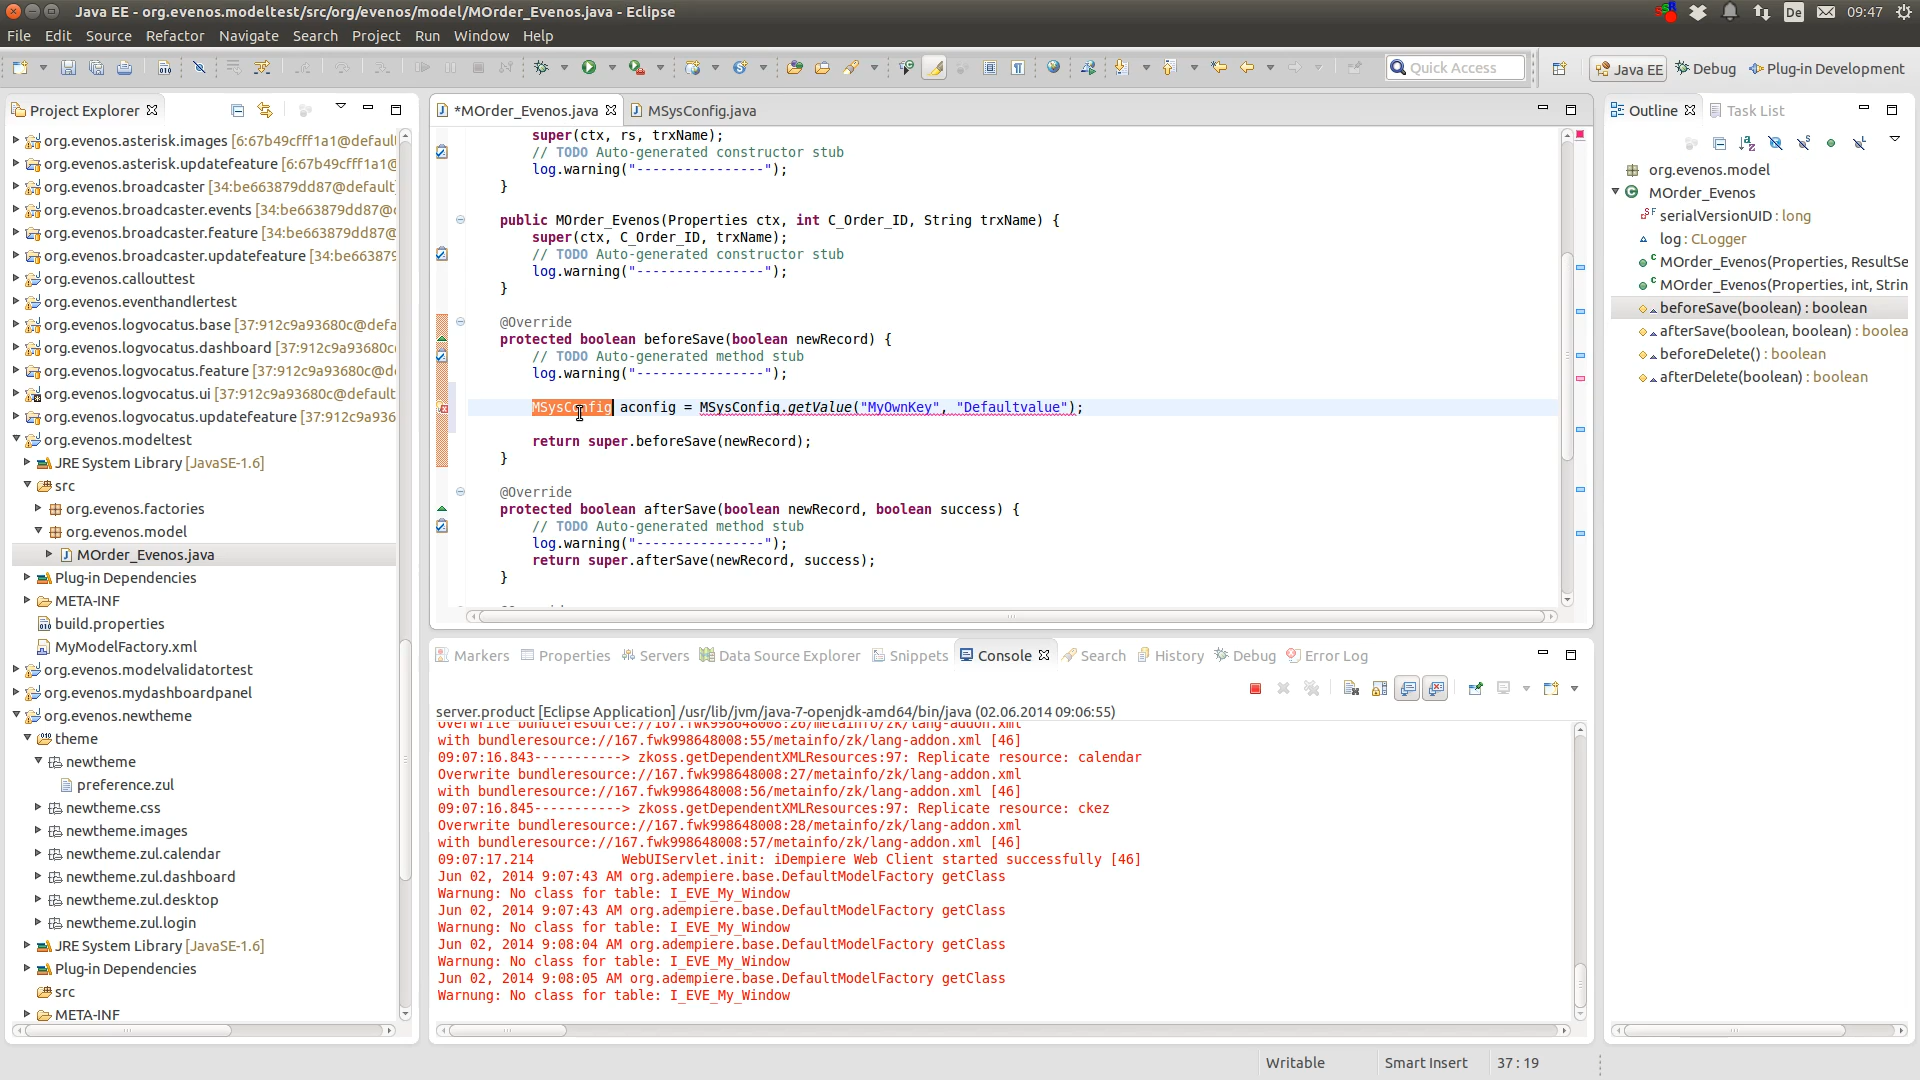 Java EE - org.evenos.modeltest/src/org/evenos/model/MOrder_Evenos.java - Eclipse
De
09:47
File Edit Source Refactor Navigate Search Project Run Window Help
Quick Access
Java EE
Debug
Plug-in Development
Project Explorer
org.evenos.asterisk.images [6:67b49cfff1a1@defaul
org.evenos.asterisk.updatefeature [6:67b49cfff1a1@
org.evenos.broadcaster [34:be663879dd87@default
org.evenos.broadcaster.events [34:be663879dd87@
org.evenos.broadcaster.feature [34:be663879dd87@
org.evenos.broadcaster.updatefeature [34:be6638
org.evenos.callouttest
org.evenos.eventhandlertest
org.evenos.logvocatus.base [37:912c9a93680c@defa
org.evenos.logvocatus.dashboard [37:912c9a93680c
org.evenos.logvocatus.feature [37:912c9a93680c@d
org.evenos.logvocatus.ui [37:912c9a93680c@default
org.evenos.logvocatus.updatefeature [37:912c9a936
org.evenos.modeltest
JRE System Library [JavaSE-1.6]
src
org.evenos.factories
org.evenos.model
MOrder_Evenos.java
Plug-in Dependencies
META-INF
build.properties
MyModelFactory.xml
org.evenos.modelvalidatortest
org.evenos.mydashboardpanel
org.evenos.newtheme
theme
newtheme
preference.zul
newtheme.css
newtheme.images
newtheme.zul.calendar
newtheme.zul.dashboard
newtheme.zul.desktop
newtheme.zul.login
JRE System Library [JavaSE-1.6]
Plug-in Dependencies
src
META-INF
*MOrder_Evenos.java
MSysConfig.java
super(ctx, rs, trxName);
// TODO Auto-generated constructor stub
log.warning("----------------");
}
public MOrder_Evenos(Properties ctx, int C_Order_ID, String trxName) {
super(ctx, C_Order_ID, trxName);
// TODO Auto-generated constructor stub
log.warning("----------------");
}
@Override
protected boolean beforeSave(boolean newRecord) {
// TODO Auto-generated method stub
log.warning("----------------");
MSysConfig aconfig = MSysConfig.getValue("MyOwnKey", "Defaultvalue");
return super.beforeSave(newRecord);
}
@Override
protected boolean afterSave(boolean newRecord, boolean success) {
// TODO Auto-generated method stub
log.warning("----------------");
return super.afterSave(newRecord, success);
}
Markers Properties Servers Data Source Explorer Snippets Console Search History Debug Error Log
server.product [Eclipse Application] /usr/lib/jvm/java-7-openjdk-amd64/bin/java (02.06.2014 09:06:55)
Overwrite bundleresource://167.fwk998648008:26/metainfo/zk/lang-addon.xml
with bundleresource://167.fwk998648008:55/metainfo/zk/lang-addon.xml [46]
09:07:16.843-----------> zkoss.getDependentXMLResources:97: Replicate resource: calendar
Overwrite bundleresource://167.fwk998648008:27/metainfo/zk/lang-addon.xml
with bundleresource://167.fwk998648008:56/metainfo/zk/lang-addon.xml [46]
09:07:16.845-----------> zkoss.getDependentXMLResources:97: Replicate resource: ckez
Overwrite bundleresource://167.fwk998648008:28/metainfo/zk/lang-addon.xml
with bundleresource://167.fwk998648008:57/metainfo/zk/lang-addon.xml [46]
09:07:17.214 WebUIServlet.init: iDempiere Web Client started successfully [46]
Jun 02, 2014 9:07:43 AM org.adempiere.base.DefaultModelFactory getClass
Warnung: No class for table: I_EVE_My_Window
Jun 02, 2014 9:07:43 AM org.adempiere.base.DefaultModelFactory getClass
Warnung: No class for table: I_EVE_My_Window
Jun 02, 2014 9:08:04 AM org.adempiere.base.DefaultModelFactory getClass
Warnung: No class for table: I_EVE_My_Window
Jun 02, 2014 9:08:05 AM org.adempiere.base.DefaultModelFactory getClass
Warnung: No class for table: I_EVE_My_Window
Outline
Task List
org.evenos.model
MOrder_Evenos
serialVersionUID : long
log : CLogger
MOrder_Evenos(Properties, ResultSe
MOrder_Evenos(Properties, int, Strin
beforeSave(boolean) : boolean
afterSave(boolean, boolean) : boolea
beforeDelete() : boolean
afterDelete(boolean) : boolean
Writable
Smart Insert
37 : 19